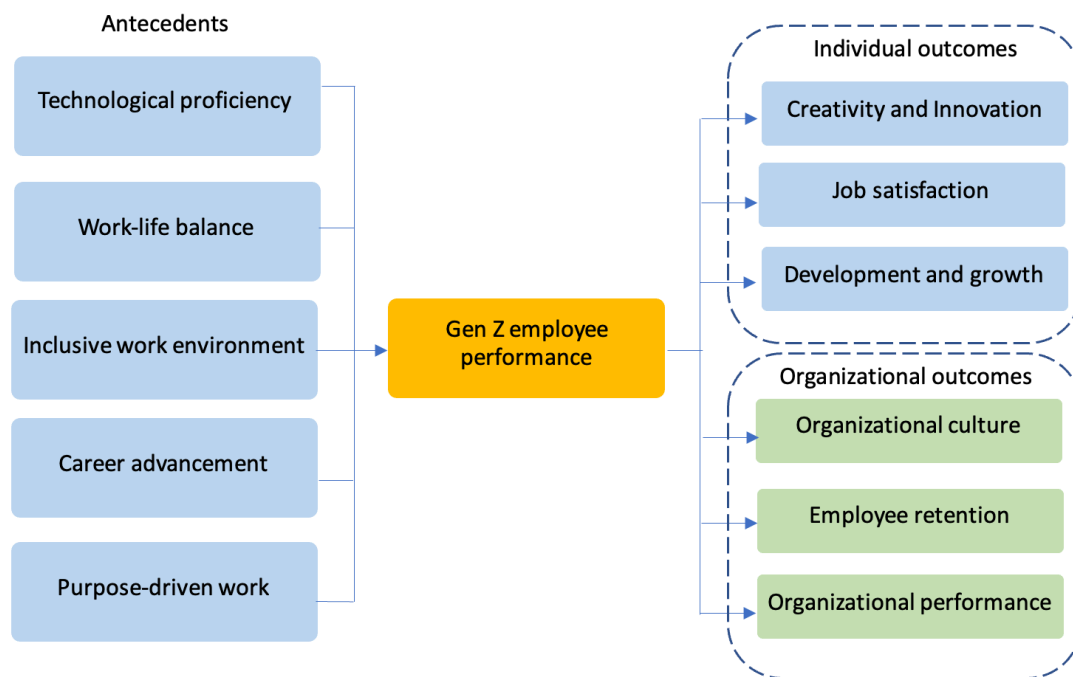 Antecedents
Technological proficiency
Work-life balance
Inclusive work environment
Career advancement
Purpose-driven work
Gen Z employee
performance
Individual outcomes
Creativity and Innovation
Job satisfaction
Development and growth
Organizational outcomes
Organizational culture
Employee retention
Organizational performance